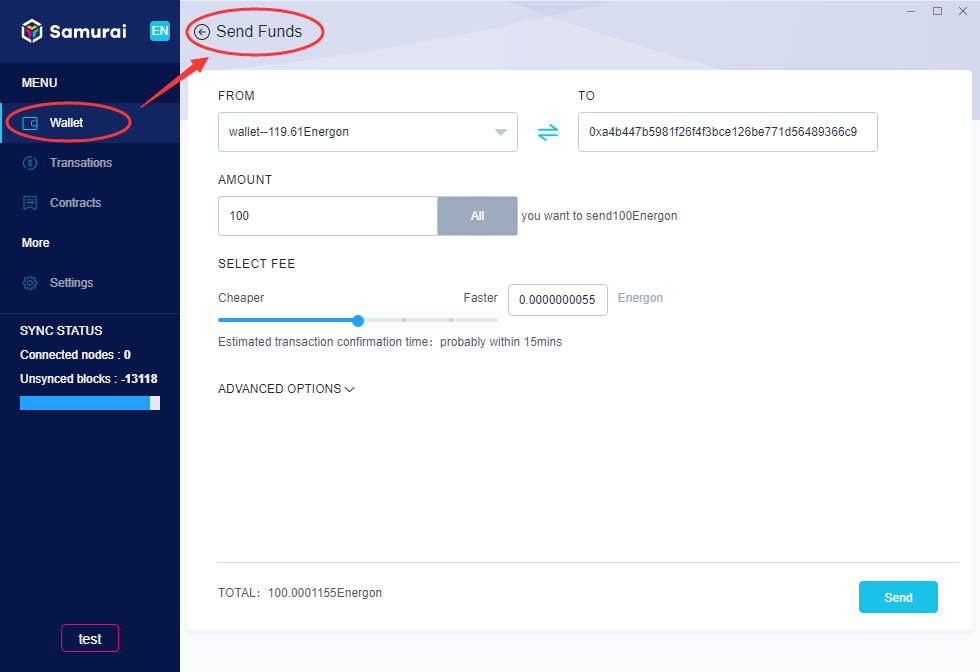 Samurai
EN
MENU
Wallet
Transations
Contracts
More
Settings
SYNC STATUS
Connected nodes : 0
Unsynced blocks : -13118
test
Send Funds
FROM
TO
wallet--119.61Energon
0xa4b447b5981f26f4f3bce126be771d56489366c9
AMOUNT
100
All
you want to send100Energon
SELECT FEE
Cheaper
Faster
0.0000000055
Energon
Estimated transaction confirmation time： probably within 15mins
ADVANCED OPTIONS
TOTAL： 100.0001155Energon
Send